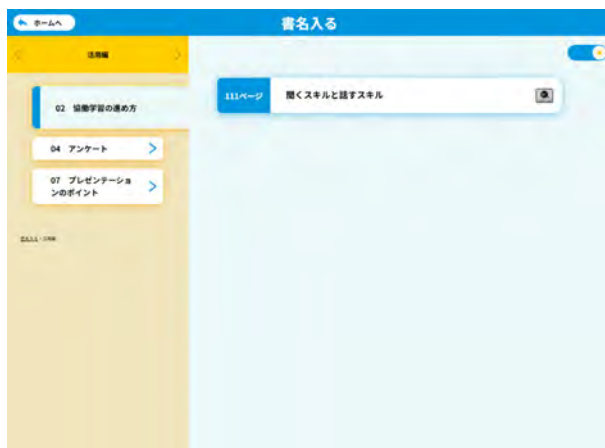 ホームへ
書名入る
活用編
02 協働学習の進め方
111ページ
聞くスキルと話すスキル
04 アンケート
07 プレゼンテーショ
ンのポイント